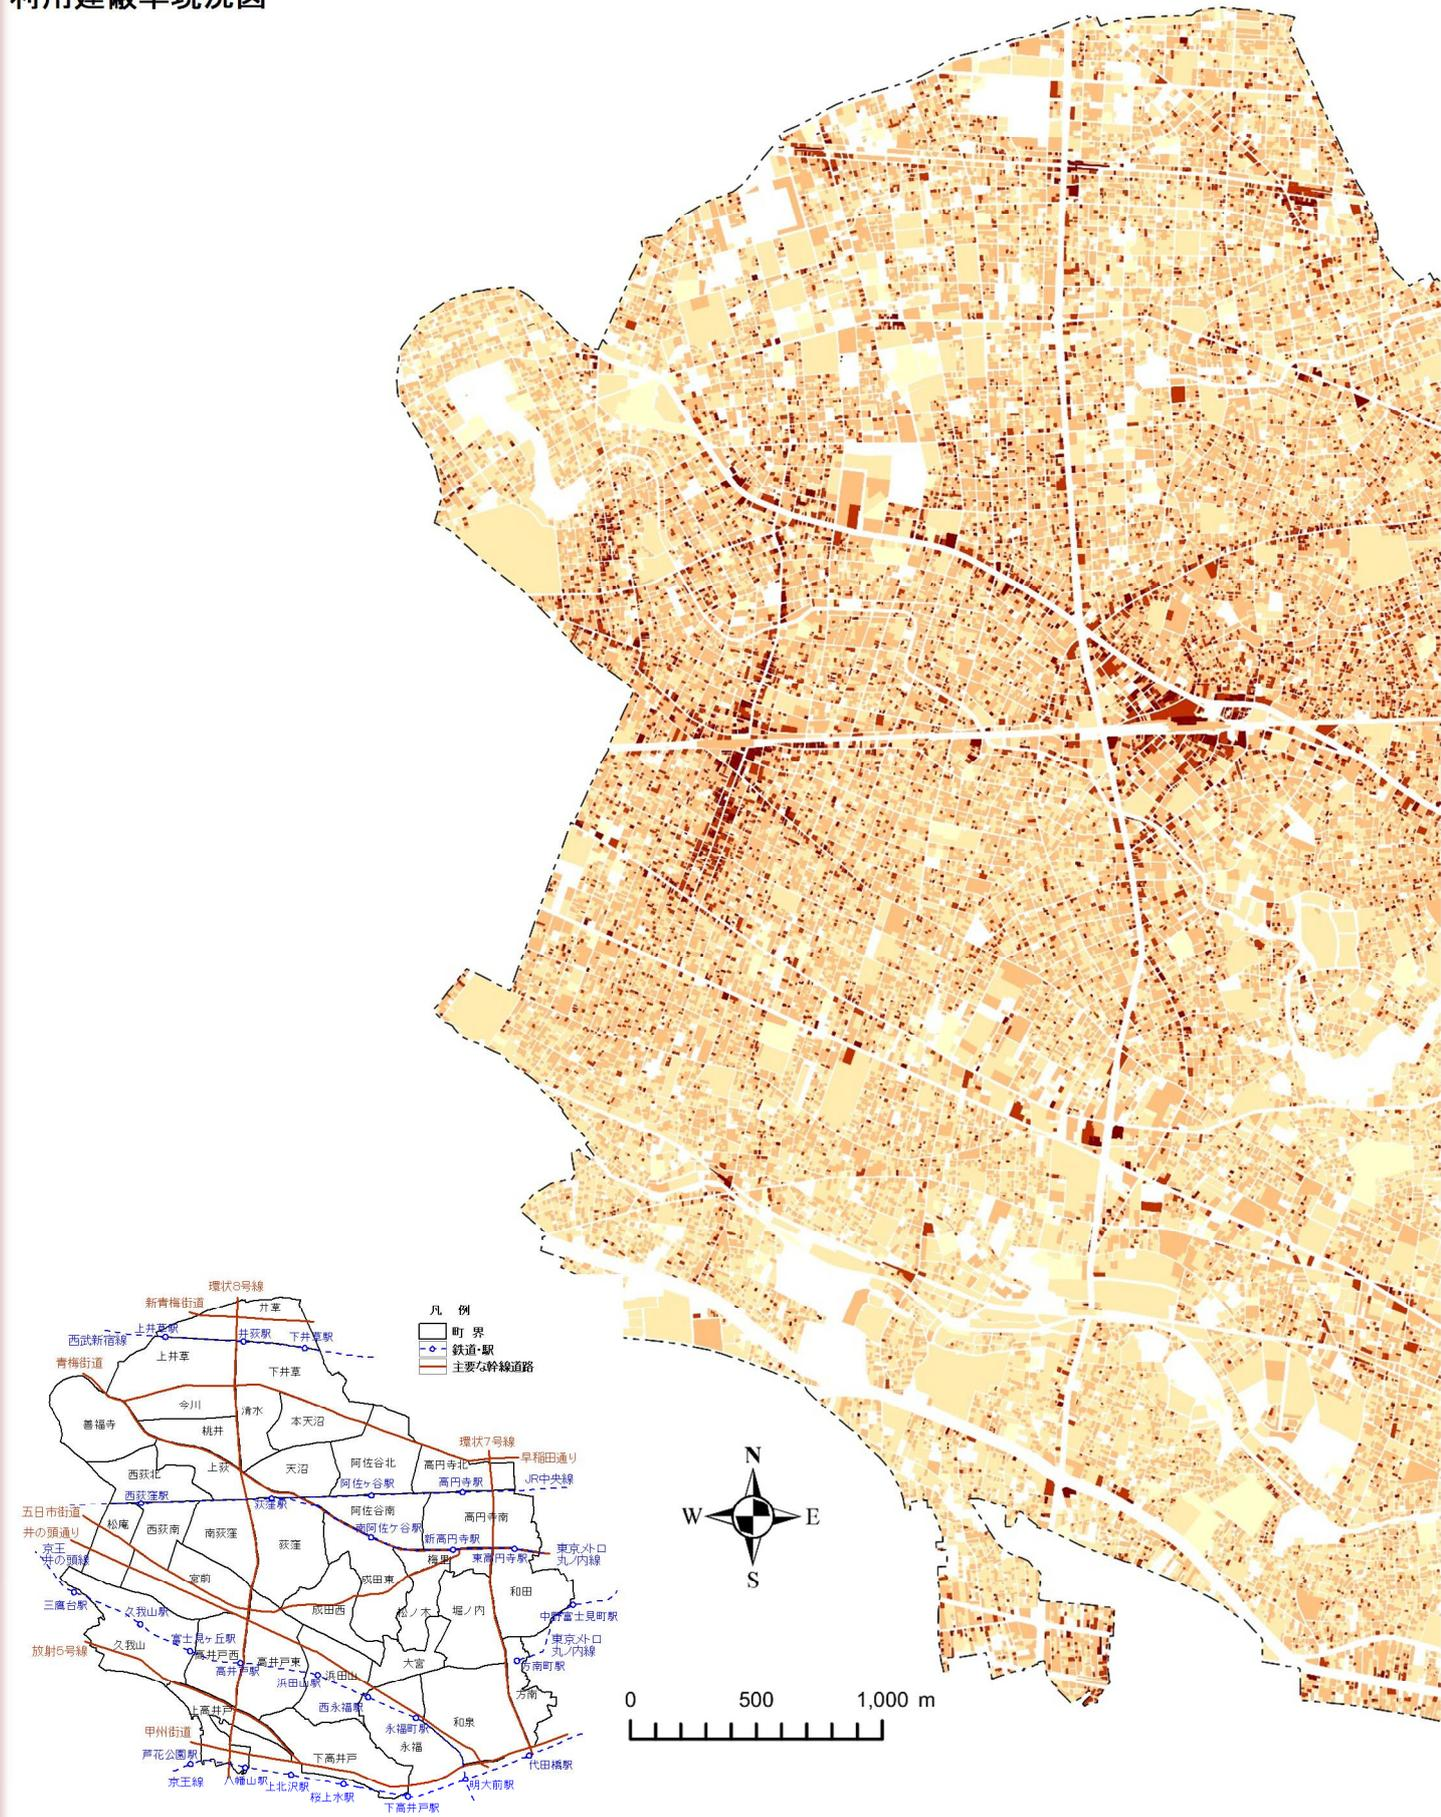 利用建蔽率現況図
環状8号線
新青梅街道
井草
凡 例
町 界
鉄道・駅
主要な幹線道路
西武新宿線
上井草駅
井荻駅
下井草駅
上井草
下井草
青梅街道
今川
清水
本天沼
善福寺
桃井
環状7号線
早稲田通り
西荻北
上荻
天沼
阿佐谷北
高円寺北
阿佐ヶ谷駅
高円寺駅
JR中央線
西荻窪駅
荻窪駅
五日市街道
井の頭通り
松庵
西荻南
南荻窪
荻窪
阿佐谷南
南阿佐ケ谷駅
高円寺南
新高円寺駅
東高円寺駅
東京メトロ
丸ノ内線
京王
井の頭線
宮前
成田東
梅里
和田
成田西
松ノ木
堀ノ内
中野富士見町駅
三鷹台駅
久我山駅
富士見ヶ丘駅
東京メトロ
丸ノ内線
放射5号線
久我山
高井戸西
高井戸駅
高井戸東
浜田山駅
浜田山
大宮
方南町駅
西永福駅
方南
上高井戸
永福町駅
和泉
甲州街道
永福
芦花公園駅
下高井戸
代田橋駅
京王線
八幡山駅
上北沢駅
桜上水駅
明大前駅
下高井戸駅
N
W
E
S
0 500 1,000 m